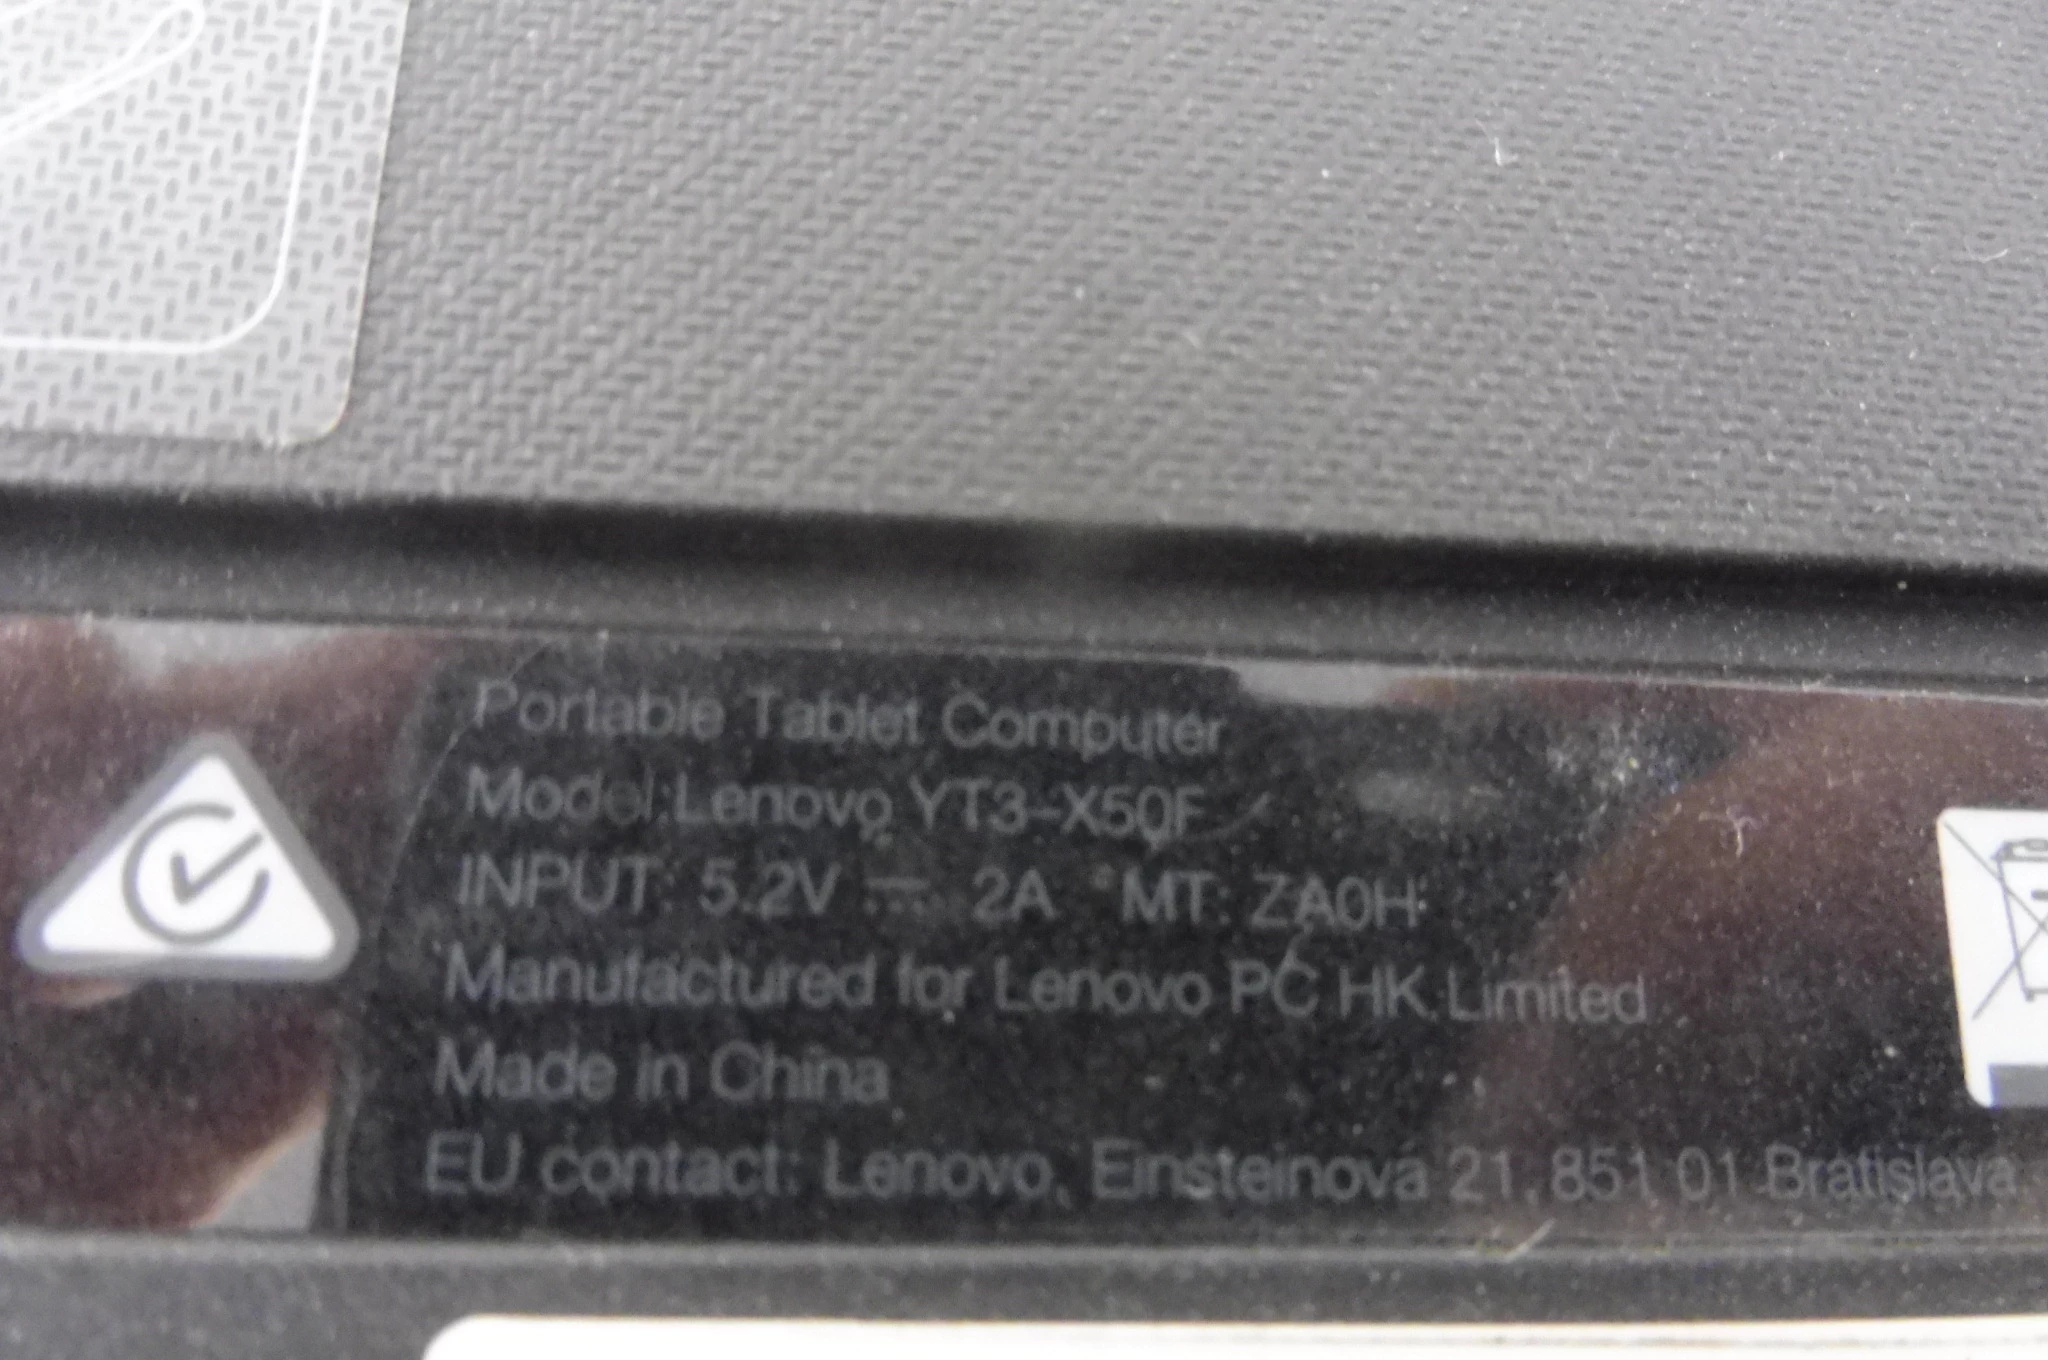 Portable Tablet Computer
Model:Lenovo YT3-X50F
INPUT: 5.2V ⎓ 2A MT: ZA0H
Manufactured for Lenovo PC HK Limited
Made in China
EU contact: Lenovo, Einsteinova 21, 851 01 Bratislava